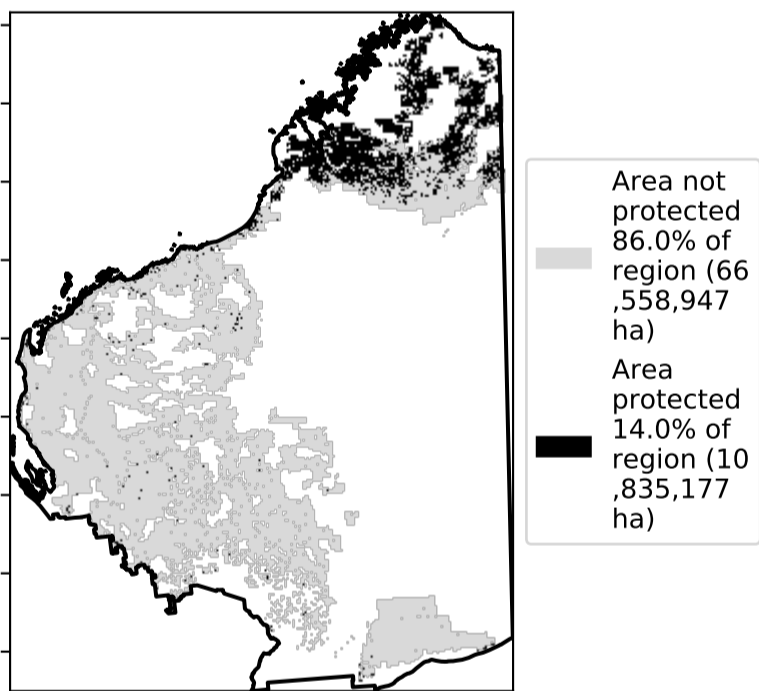 Area not
protected
86.0% of
region (66
,558,947
ha)
Area
protected
14.0% of
region (10
,835,177
ha)